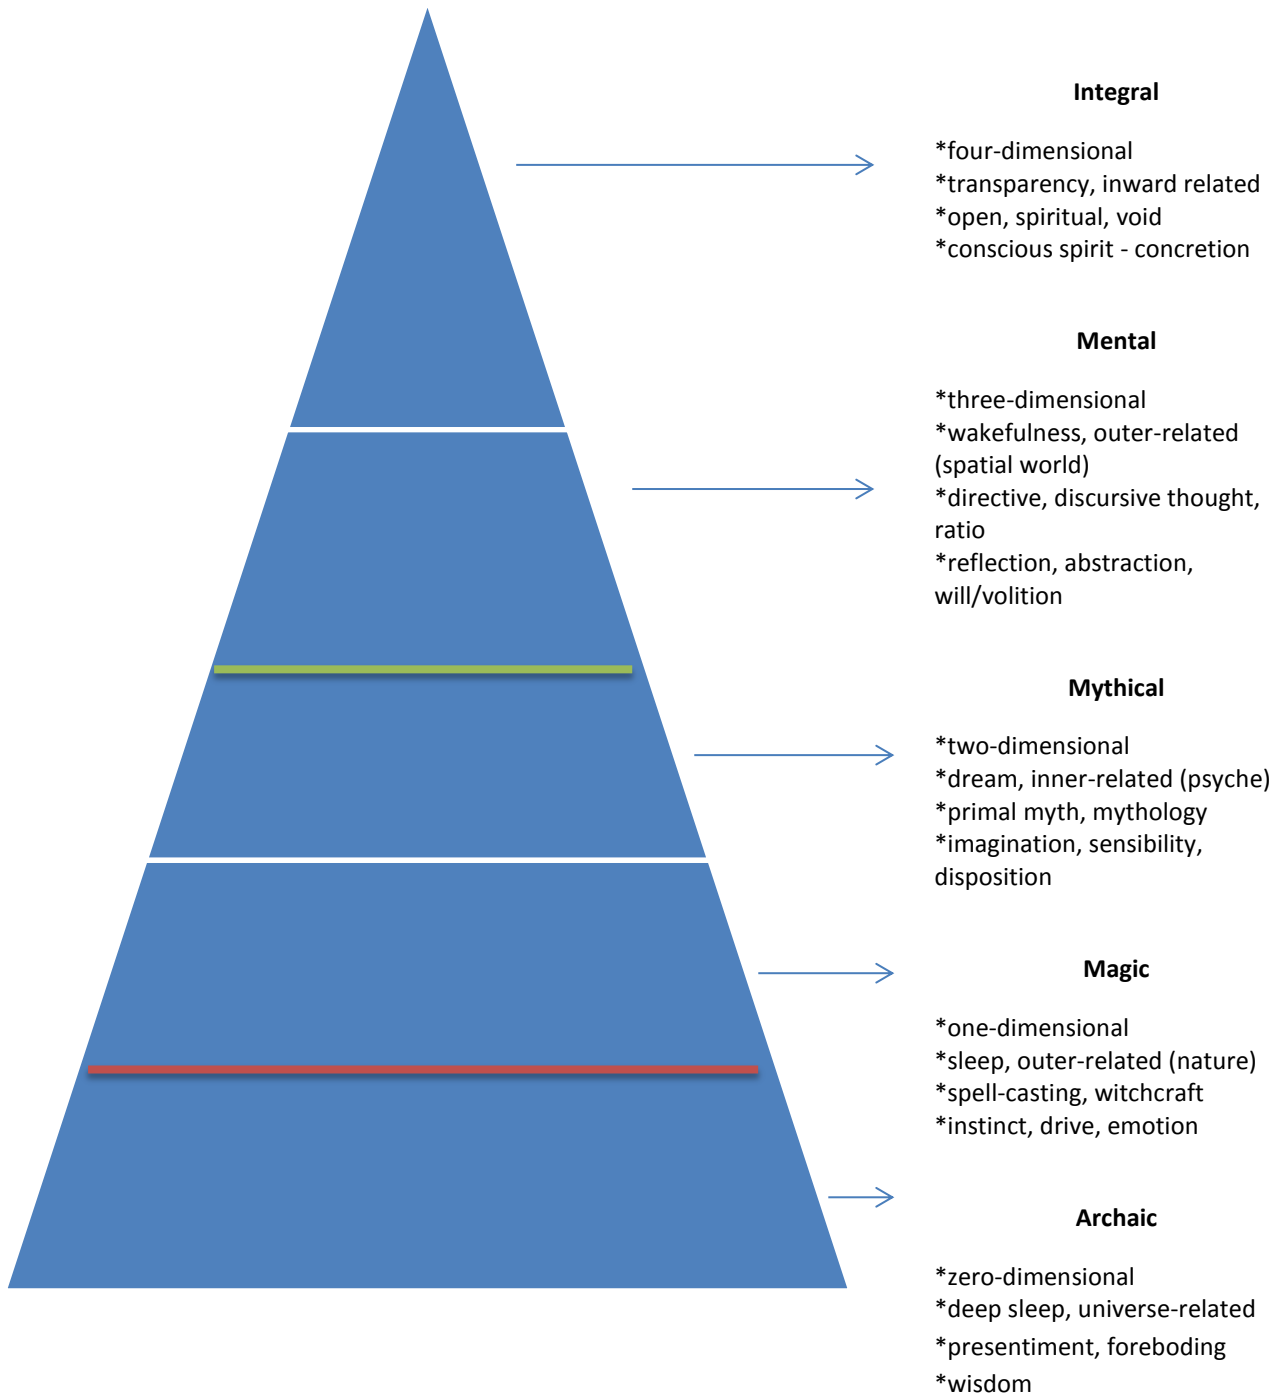 Integral
*four-dimensional
*transparency, inward related
*open, spiritual, void
*conscious spirit - concretion
Mental
*three-dimensional
*wakefulness, outer-related
(spatial world)
*directive, discursive thought,
ratio
*reflection, abstraction,
will/volition
Mythical
*two-dimensional
*dream, inner-related (psyche)
*primal myth, mythology
*imagination, sensibility,
disposition
Magic
*one-dimensional
*sleep, outer-related (nature)
*spell-casting, witchcraft
*instinct, drive, emotion
Archaic
*zero-dimensional
*deep sleep, universe-related
*presentiment, foreboding
*wisdom